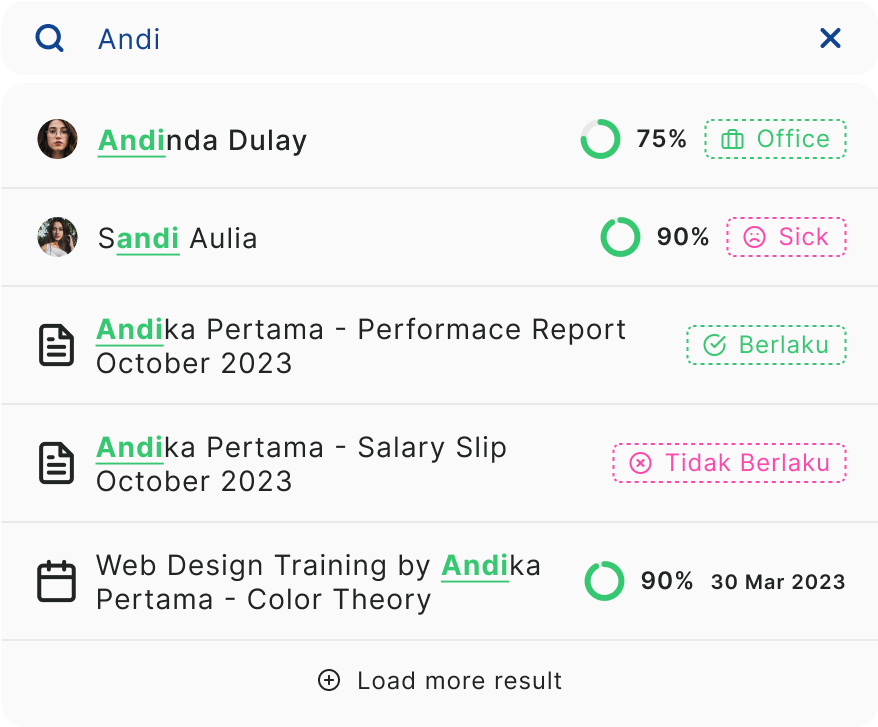 Andi
Andinda Dulay 75% Office
Sandi Aulia 90% Sick
Andika Pertama - Performace Report
October 2023
Berlaku
Andika Pertama - Salary Slip
October 2023
Tidak Berlaku
Web Design Training by Andika
Pertama - Color Theory
90% 30 Mar 2023
Load more result